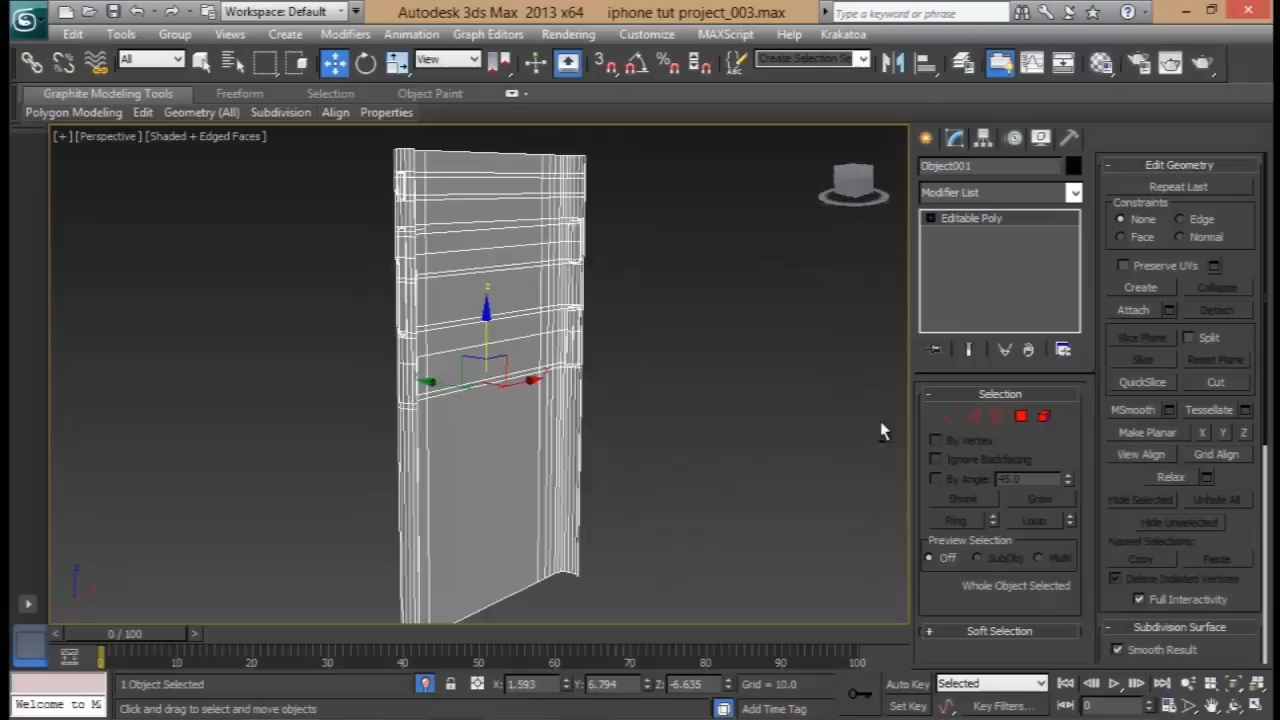 Workspace: Default
Autodesk 3ds Max 2013 x64 iphone tut project_003.max
Type a keyword or phrase
Edit Tools Group Views Create Modifiers Animation Graph Editors Rendering Customize MAXScript Help Krakatoa
All View 3 Create Selection Se
Graphite Modeling Tools Freeform Selection Object Paint
Polygon Modeling Edit Geometry (All) Subdivision Align Properties
[+] [Perspective] [Shaded + Edged Faces]
Object001
Modifier List
Editable Poly
Selection
By vertex
Ignore Backfacing
By Angle: 45.0
Shrink Grow
Ring Loop
Preview Selection
Off SubObj Multi
Whole Object Selected
Soft Selection
Edit Geometry
Repeat Last
Constraints
None Edge
Face Normal
Preserve UVs
Create Collapse
Attach Detach
Slice Plane Split
Slice Reset Plane
QuickSlice Cut
MSmooth Tessellate
Make Planar X Y Z
View Align Grid Align
Relax
Hide Selected Unhide All
Hide Unselected
Named Selections:
Copy Paste
Delete Isolated Vertices
Full Interactivity
Subdivision Surface
Smooth Result
z
< 0 / 100 >
0 10 20 30 40 50 60 70 80 90 100
1 Object Selected X: 1.593 Y: 6.794 Z: -6.635 Grid = 10.0 Auto Key Selected
Welcome to M Click and drag to select and move objects Add Time Tag Set Key Key Filters... 0